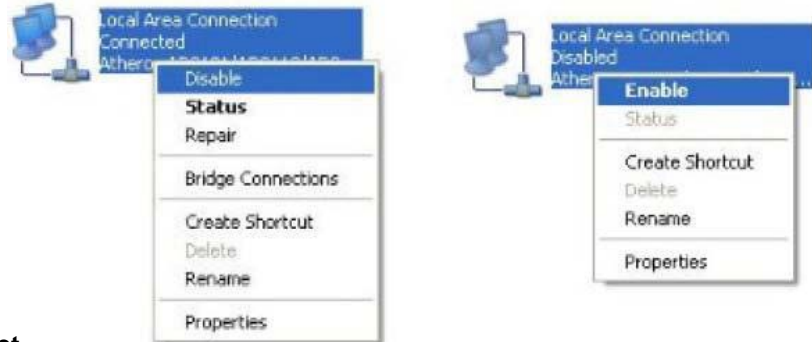 Local Area Connection
Connected
Disable
Status
Repair
Bridge Connections
Create Shortcut
Delete
Rename
Properties
Local Area Connection
Disabled
Enable
Status
Create Shortcut
Delete
Rename
Properties